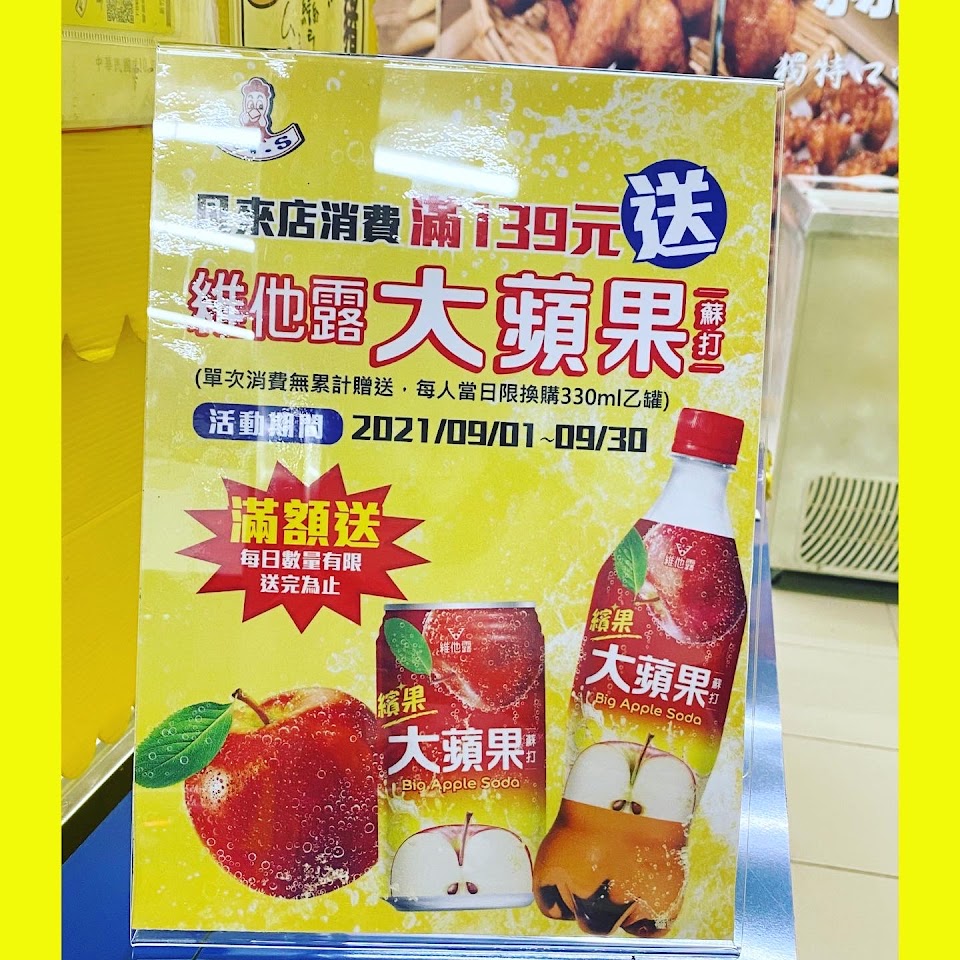 獨特口
凡來店消費滿139元送
維他露大蘋果蘇打
(單次消費無累計贈送，每人當日限換購330ml乙罐)
活動期間 2021/09/01~09/30
滿額送
每日數量有限
送完為止
維他露
繽果
大蘋果蘇打
Big Apple Soda
維他露
繽果
大蘋果蘇打
Big Apple Soda